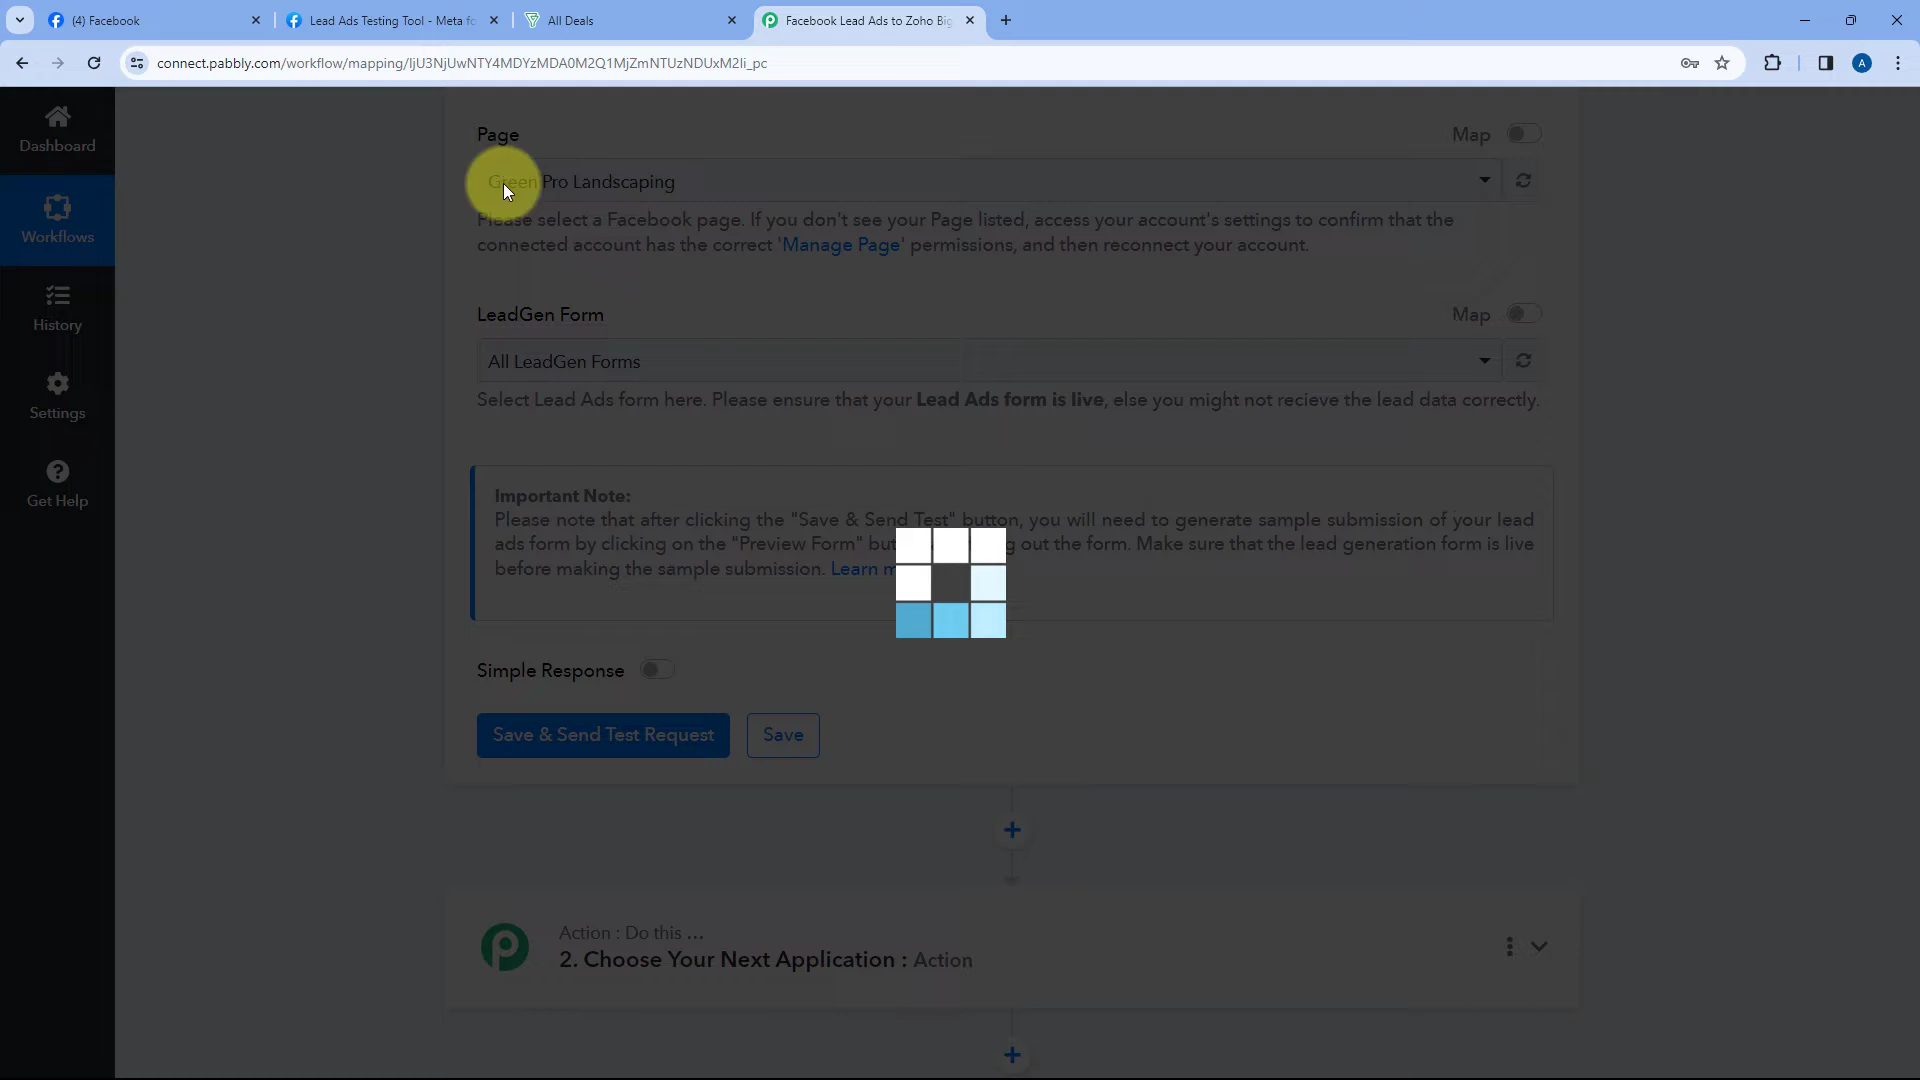 (4) Facebook
Lead Ads Testing Tool - Meta fo
All Deals
Facebook Lead Ads to Zoho Big
connect.pabbly.com/workflow/mapping/IjU3NjUwNTY4MDYzMDA0M2Q1MjZmNTUzNDUxM2Ii_pc
A
Dashboard
Workflows
History
Settings
Get Help
Page
Map
Green Pro Landscaping
Please select a Facebook page. If you don't see your Page listed, access your account's settings to confirm that the
connected account has the correct 'Manage Page' permissions, and then reconnect your account.
LeadGen Form
Map
All LeadGen Forms
Select Lead Ads form here. Please ensure that your Lead Ads form is live, else you might not recieve the lead data correctly.
Important Note:
Please note that after clicking the "Save & Send Test" button, you will need to generate sample submission of your lead
ads form by clicking on the "Preview Form" but g out the form. Make sure that the lead generation form is live
before making the sample submission. Learn m
Simple Response
Save & Send Test Request
Save
Action : Do this ...
2. Choose Your Next Application : Action